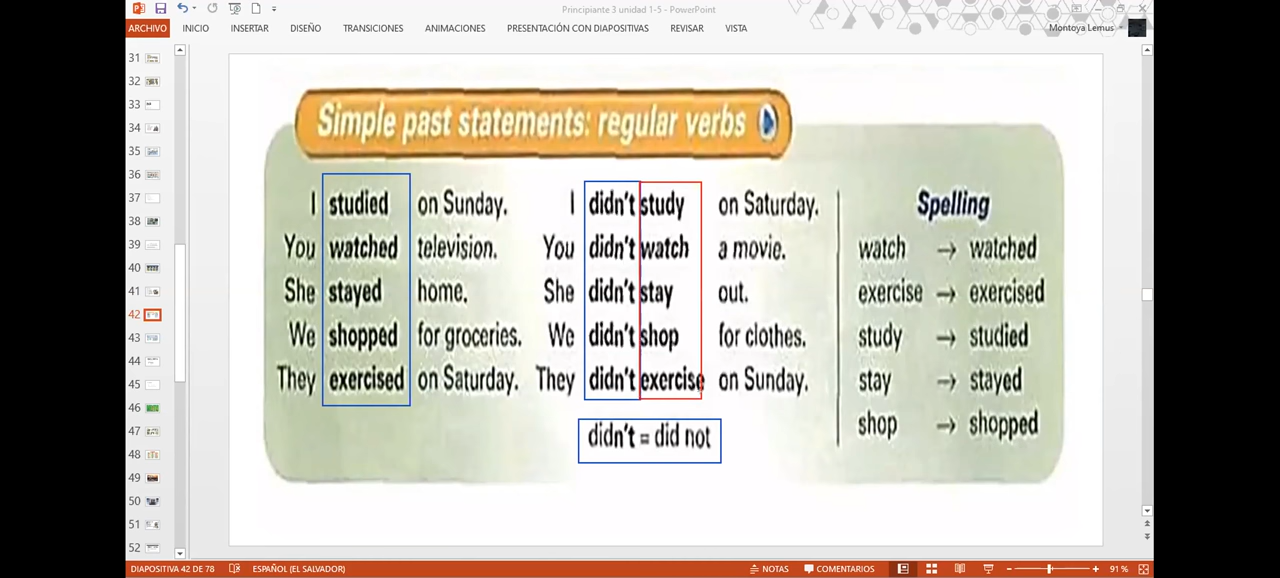 Principiante 3 unidad 1-5 - PowerPoint
ARCHIVO INICIO INSERTAR DISEÑO TRANSICIONES ANIMACIONES PRESENTACIÓN CON DIAPOSITIVAS REVISAR VISTA Montoya Lemus
31
32
33
34
35
36
37
38
39
40
41
42
43
44
45
46
47
48
49
50
51
52
Simple past statements: regular verbs
I studied on Sunday.
You watched television.
She stayed home.
We shopped for groceries.
They exercised on Saturday.
I didn't study on Saturday.
You didn't watch a movie.
She didn't stay out.
We didn't shop for clothes.
They didn't exercise on Sunday.
didn't = did not
Spelling
watch → watched
exercise → exercised
study → studied
stay → stayed
shop → shopped
DIAPOSITIVA 42 DE 78 ESPAÑOL (EL SALVADOR) NOTAS COMENTARIOS 91 %